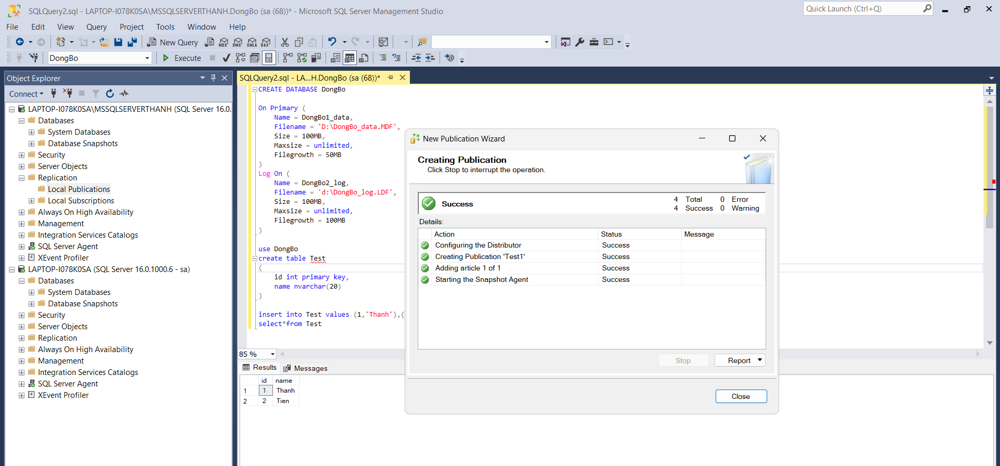 SQLQuery2.sql - LAPTOP-I078K0SA\MSSQLSERVERTHANH.DongBo (sa (68))* - Microsoft SQL Server Management Studio
Quick Launch (Ctrl+Q)
File Edit View Query Project Tools Window Help
New Query
MDX DMX XMLA DAX
DongBo
Execute
Object Explorer
Connect
LAPTOP-I078K0SA\MSSQLSERVERTHANH (SQL Server 16.0.
Databases
System Databases
Database Snapshots
Security
Server Objects
Replication
Local Publications
Local Subscriptions
Always On High Availability
Management
Integration Services Catalogs
SQL Server Agent
XEvent Profiler
LAPTOP-I078K0SA (SQL Server 16.0.1000.6 - sa)
Databases
System Databases
Database Snapshots
Security
Server Objects
Replication
Always On High Availability
Management
Integration Services Catalogs
SQL Server Agent
XEvent Profiler
SQLQuery2.sql - LA...H.DongBo (sa (68))*
CREATE DATABASE DongBo
On Primary (
Name = DongBo1_data,
Filename = 'D:\DongBo_data.MDF',
Size = 100MB,
Maxsize = unlimited,
Filegrowth = 50MB
)
Log On (
Name = DongBo2_log,
Filename = 'd:\DongBo_log.LDF',
Size = 100MB,
Maxsize = unlimited,
Filegrowth = 100MB
)
use DongBo
create table Test
(
id int primary key,
name nvarchar(20)
)
insert into Test values (1,'Thanh'),(
select*from Test
85 %
Results Messages
id name
1 1 Thanh
2 2 Tien
New Publication Wizard
Creating Publication
Click Stop to interrupt the operation.
Success
4 Total 0 Error
4 Success 0 Warning
Details:
Action Status Message
Configuring the Distributor Success
Creating Publication 'Test1' Success
Adding article 1 of 1 Success
Starting the Snapshot Agent Success
Stop Report
Close